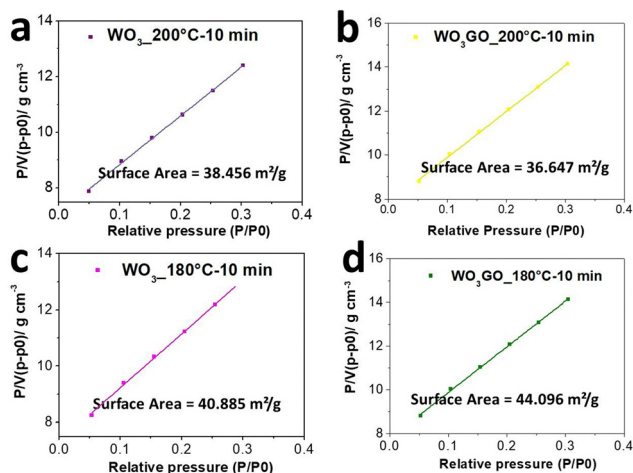 a
WO₃_200°C-10 min
P/V(p-p0)/ g cm⁻³
14
12
10
8
Surface Area = 38.456 m²/g
0.0 0.1 0.2 0.3 0.4
Relative pressure (P/P0)
b
WO₃GO_200°C-10 min
P/V(p-p0)/ g cm⁻³
16
14
12
10
8
Surface Area = 36.647 m²/g
0.0 0.1 0.2 0.3 0.4
Relative Pressure (P/P0)
c
WO₃_180°C-10 min
P/V(p-p0)/ g cm⁻³
14
12
10
8
Surface Area = 40.885 m²/g
0.0 0.1 0.2 0.3 0.4
Relative pressure (P/P0)
d
WO₃GO_180°C-10 min
P/V(p-p0)/ g cm⁻³
16
14
12
10
8
Surface Area = 44.096 m²/g
0.0 0.1 0.2 0.3 0.4
Relative pressure (P/P0)